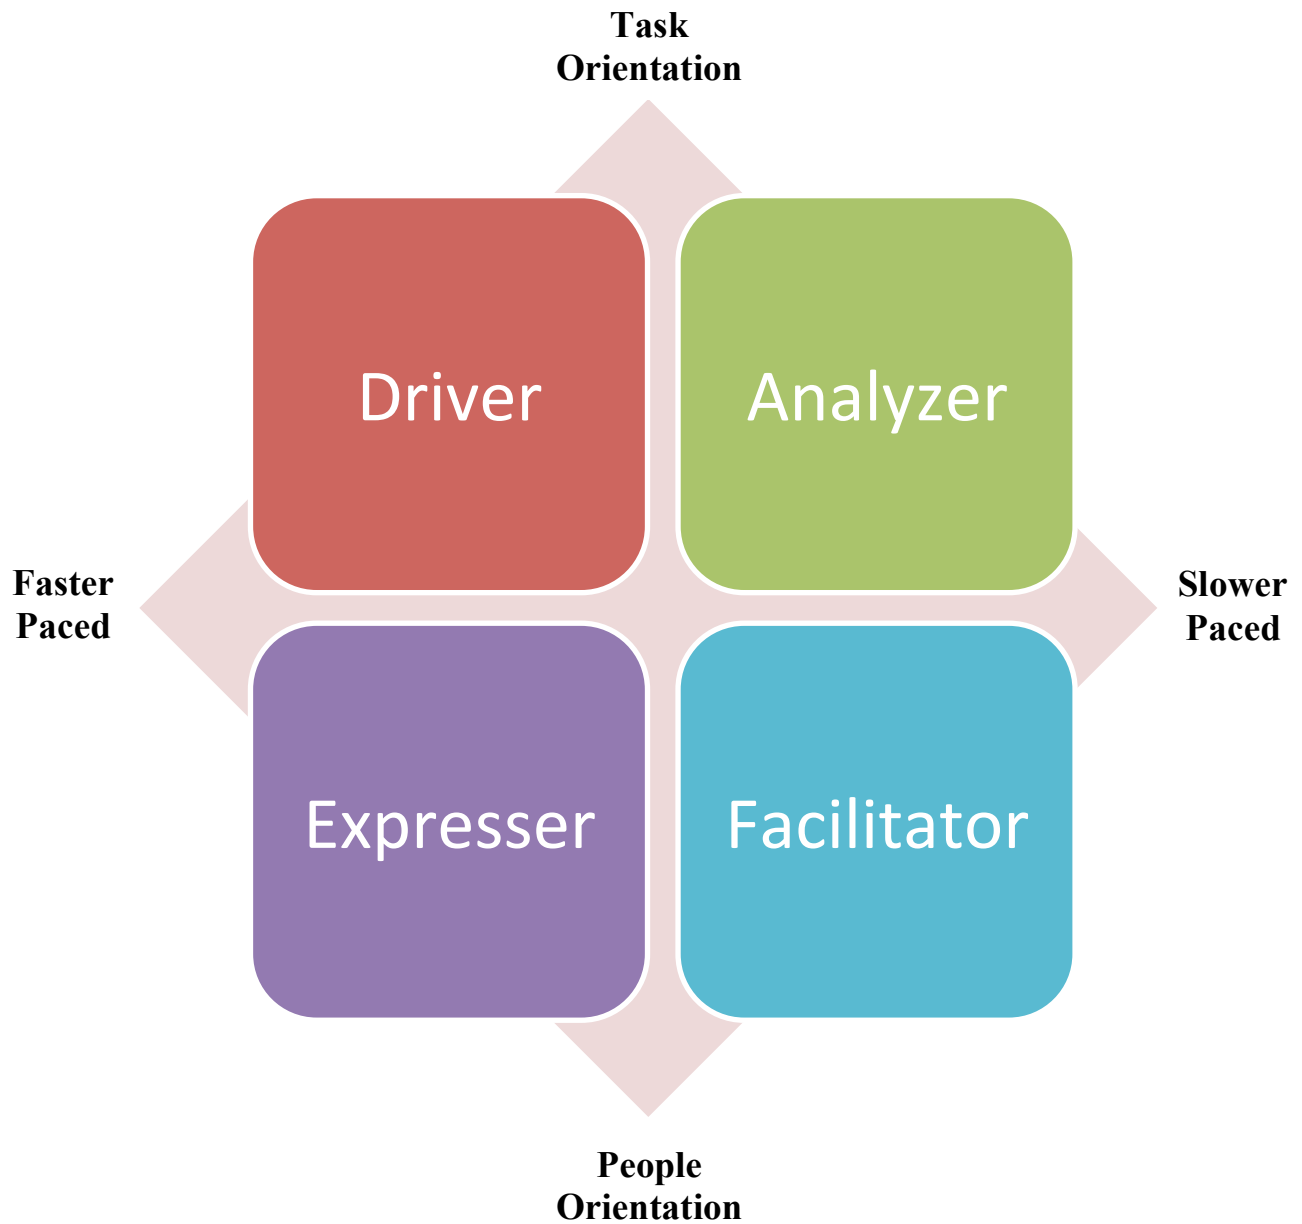 Task
Orientation
Driver
Analyzer
Faster
Paced
Slower
Paced
Expresser
Facilitator
People
Orientation